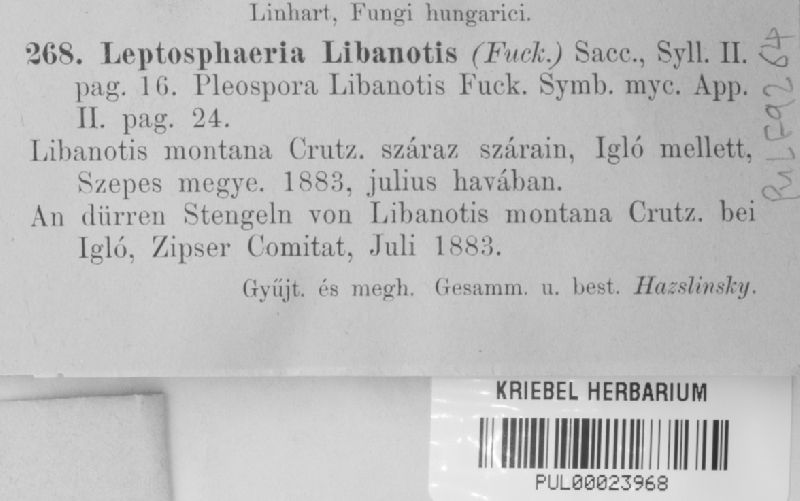 Linhart, Fungi hungarici.
268. Leptosphaeria Libanotis (Fuck.) Sacc., Syll. II.
pag. 16. Pleospora Libanotis Fuck. Symb. myc. App.
II. pag. 24.
Libanotis montana Crutz. száraz szárain, Igló mellett,
Szepes megye. 1883, julius havában.
An dürren Stengeln von Libanotis montana Crutz. bei
Igló, Zipser Comitat, Juli 1883.
Gyűjt. és megh. Gesamm. u. best. Hazslinsky.
PUL F9264
KRIEBEL HERBARIUM
PUL00023968